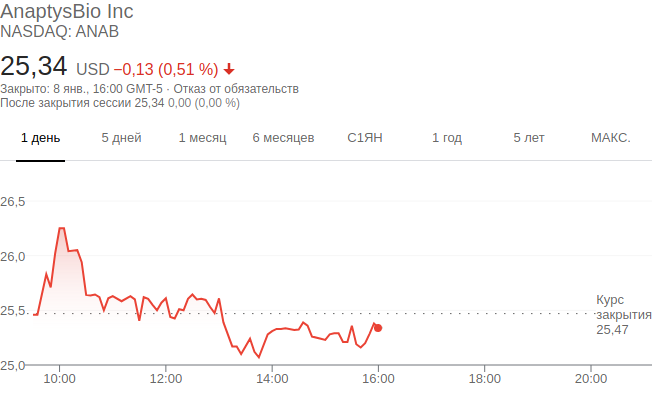 AnaptysBio Inc
NASDAQ: ANAB
25,34 USD −0,13 (0,51 %)
Закрыто: 8 янв., 16:00 GMT-5 · Отказ от обязательств
После закрытия сессии 25,34 0,00 (0,00 %)
1 день 5 дней 1 месяц 6 месяцев С1ЯН 1 год 5 лет МАКС.
26,5
26,0
25,5
25,0
Курс
закрытия
25,47
10:00 12:00 14:00 16:00 18:00 20:00